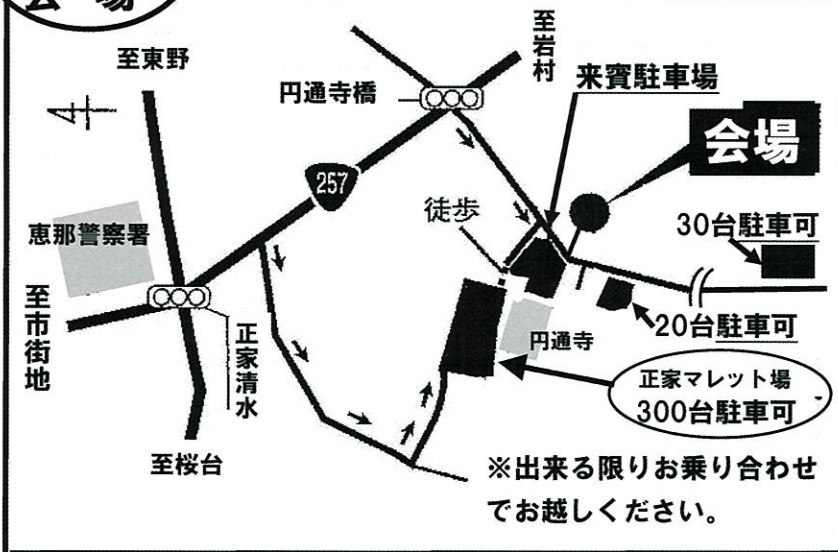 会場
至東野
円通寺橋
至岩村
来賓駐車場
会場
257
徒歩
恵那警察署
30台駐車可
至市街地
正家清水
円通寺
20台駐車可
正家マレット場
300台駐車可
至桜台
※出来る限りお乗り合わせ
でお越しください。